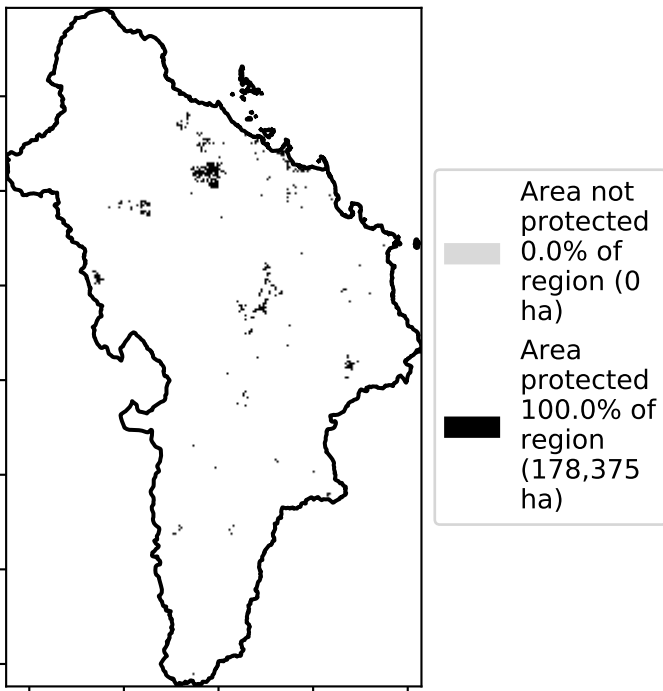 Area not
protected
0.0% of
region (0
ha)
Area
protected
100.0% of
region
(178,375
ha)